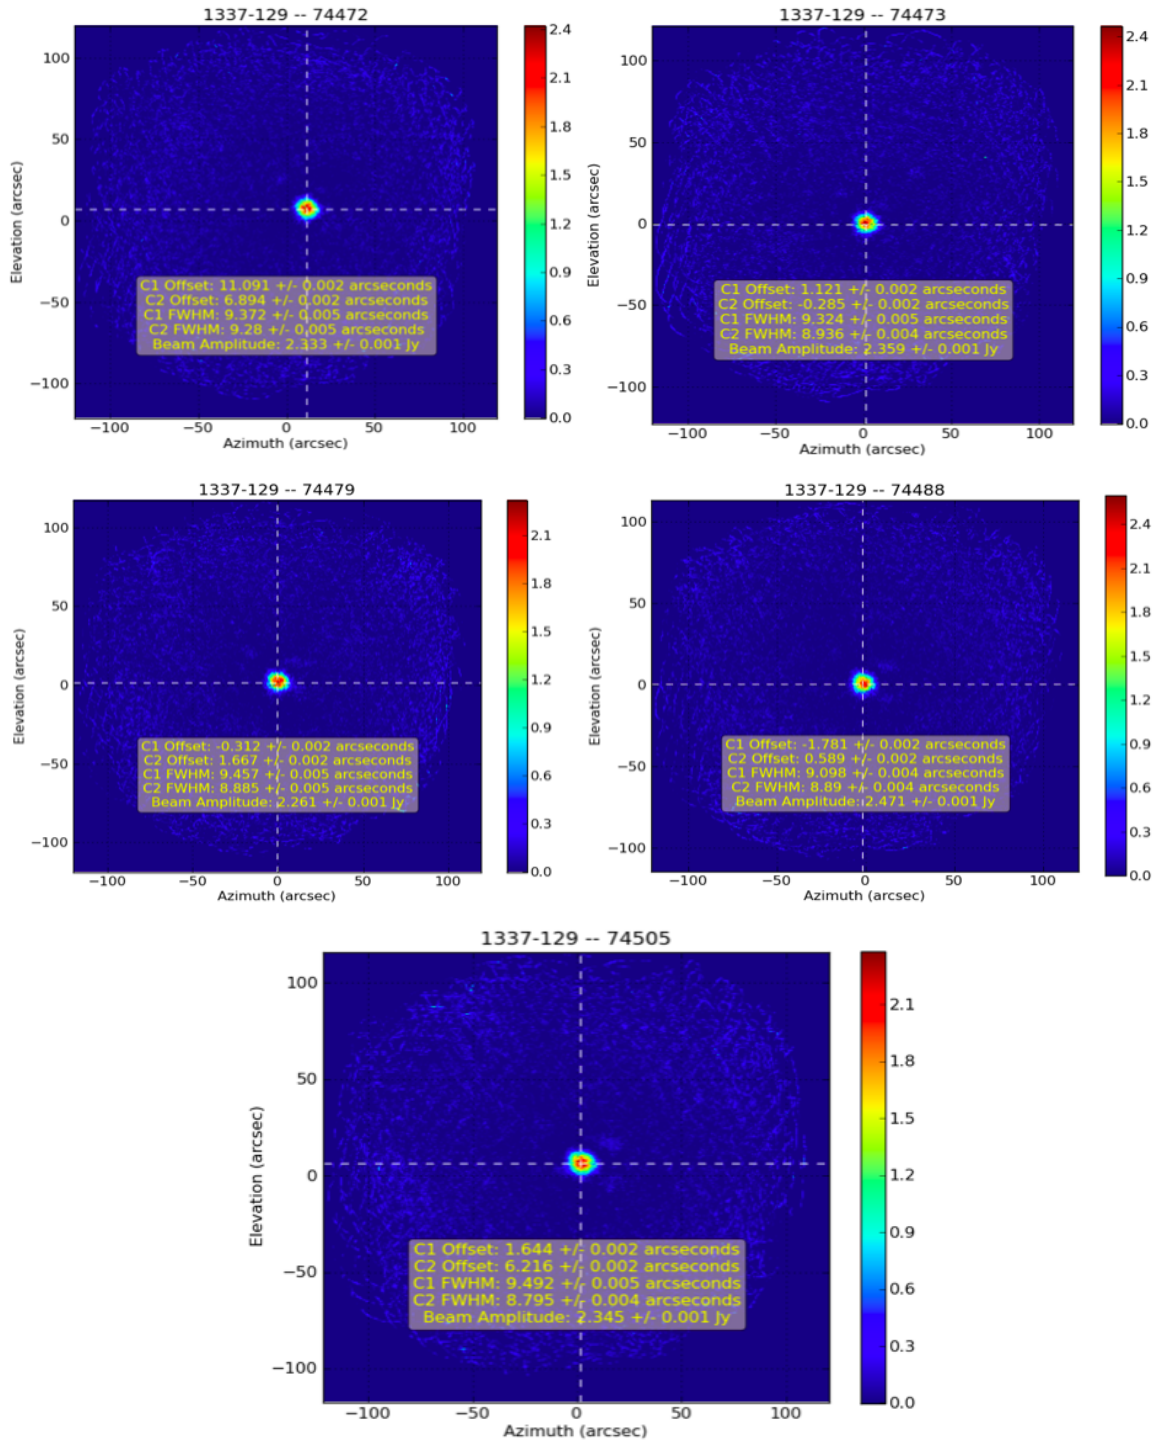 1337-129 -- 74472
2.4
2.1
1.8
1.5
1.2
0.9
0.6
0.3
0.0
100
50
0
−50
−100
Elevation (arcsec)
C1 Offset: 11.091 +/- 0.002 arcseconds
C2 Offset: 6.894 +/- 0.002 arcseconds
C1 FWHM: 9.372 +/- 0.005 arcseconds
C2 FWHM: 9.28 +/- 0.005 arcseconds
Beam Amplitude: 2.333 +/- 0.001 Jy
−100 −50 0 50 100
Azimuth (arcsec)
1337-129 -- 74473
2.4
2.1
1.8
1.5
1.2
0.9
0.6
0.3
0.0
100
50
0
−50
−100
Elevation (arcsec)
C1 Offset: 1.121 +/- 0.002 arcseconds
C2 Offset: -0.285 +/- 0.002 arcseconds
C1 FWHM: 9.324 +/- 0.005 arcseconds
C2 FWHM: 8.936 +/- 0.004 arcseconds
Beam Amplitude: 2.359 +/- 0.001 Jy
−100 −50 0 50 100
Azimuth (arcsec)
1337-129 -- 74479
2.1
1.8
1.5
1.2
0.9
0.6
0.3
0.0
100
50
0
−50
−100
Elevation (arcsec)
C1 Offset: -0.312 +/- 0.002 arcseconds
C2 Offset: 1.667 +/- 0.002 arcseconds
C1 FWHM: 9.457 +/- 0.005 arcseconds
C2 FWHM: 8.885 +/- 0.005 arcseconds
Beam Amplitude: 2.261 +/- 0.001 Jy
−100 −50 0 50 100
Azimuth (arcsec)
1337-129 -- 74488
2.4
2.1
1.8
1.5
1.2
0.9
0.6
0.3
0.0
100
50
0
−50
−100
Elevation (arcsec)
C1 Offset: -1.781 +/- 0.002 arcseconds
C2 Offset: 0.589 +/- 0.002 arcseconds
C1 FWHM: 9.098 +/- 0.004 arcseconds
C2 FWHM: 8.89 +/- 0.004 arcseconds
Beam Amplitude: 2.471 +/- 0.001 Jy
−100 −50 0 50 100
Azimuth (arcsec)
1337-129 -- 74505
2.1
1.8
1.5
1.2
0.9
0.6
0.3
0.0
100
50
0
−50
−100
Elevation (arcsec)
C1 Offset: 1.644 +/- 0.002 arcseconds
C2 Offset: 6.216 +/- 0.002 arcseconds
C1 FWHM: 9.492 +/- 0.005 arcseconds
C2 FWHM: 8.795 +/- 0.004 arcseconds
Beam Amplitude: 2.345 +/- 0.001 Jy
−100 −50 0 50 100
Azimuth (arcsec)